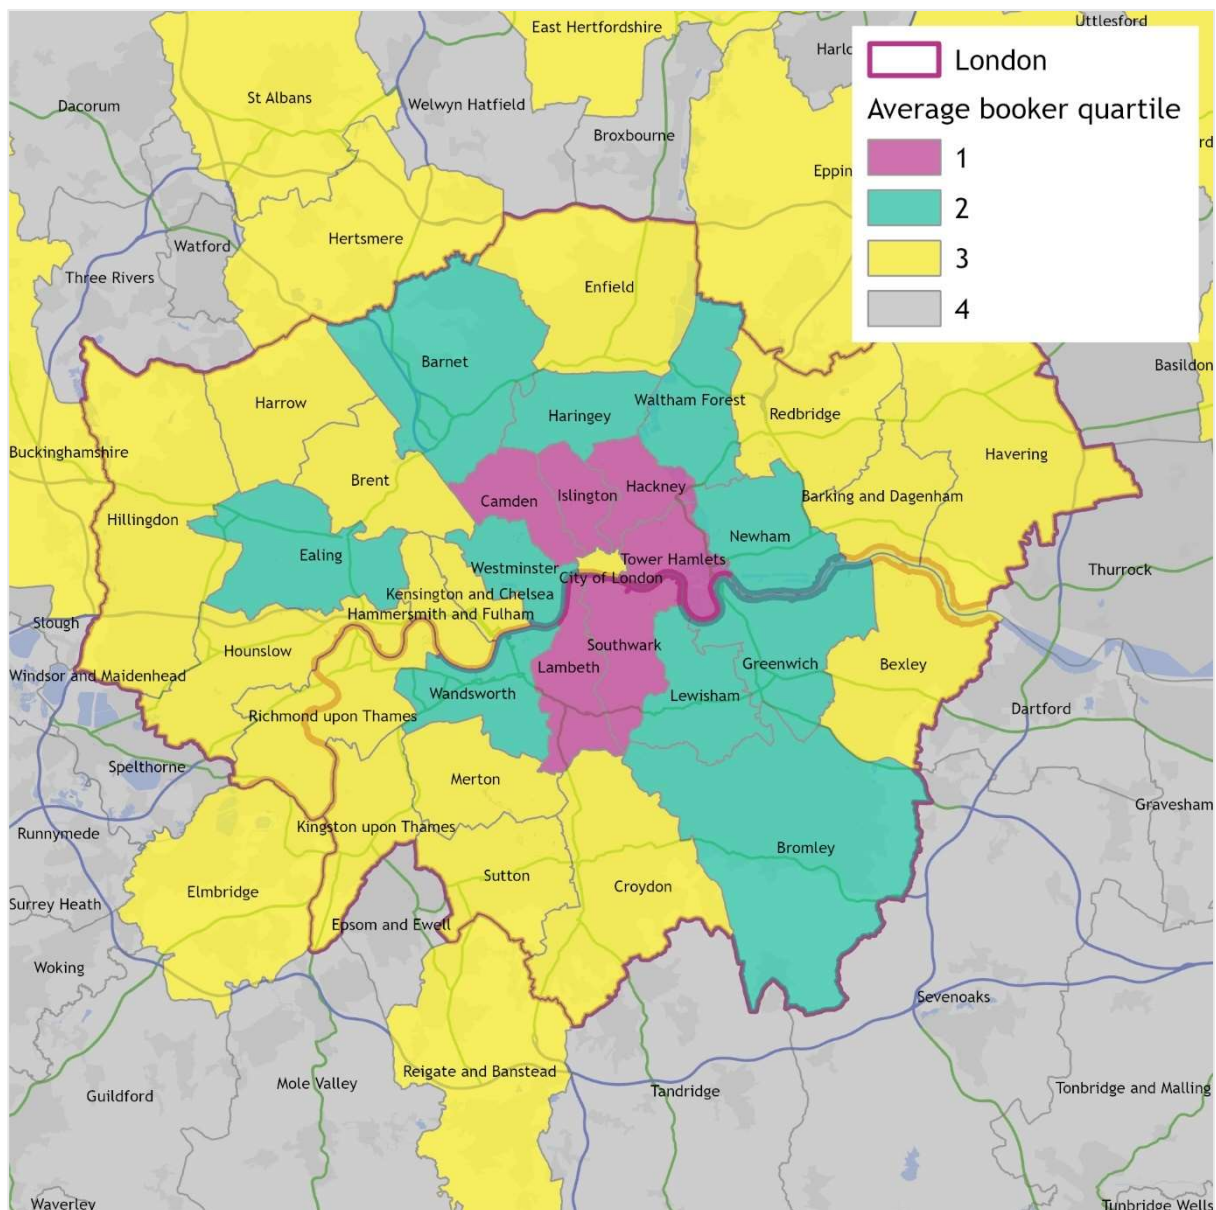 East Hertfordshire
Uttlesford
Harlo
London
Dacorum
St Albans
Welwyn Hatfield
Broxbourne
Average booker quartile
1
2
3
4
rd
Eppin
Watford
Hertsmere
Three Rivers
Enfield
Barnet
Basildon
Harrow
Haringey
Waltham Forest
Redbridge
Buckinghamshire
Havering
Brent
Camden
Islington
Hackney
Barking and Dagenham
Hillingdon
Ealing
Newham
Westminster
Tower Hamlets
City of London
Thurrock
Kensington and Chelsea
Hammersmith and Fulham
Slough
Hounslow
Southwark
Windsor and Maidenhead
Lambeth
Greenwich
Bexley
Wandsworth
Lewisham
Richmond upon Thames
Dartford
Spelthorne
Merton
Gravesham
Runnymede
Kingston upon Thames
Bromley
Elmbridge
Sutton
Croydon
Surrey Heath
Epsom and Ewell
Woking
Sevenoaks
Reigate and Banstead
Guildford
Mole Valley
Tandridge
Tonbridge and Malling
Waverley
Tunbridge Wells